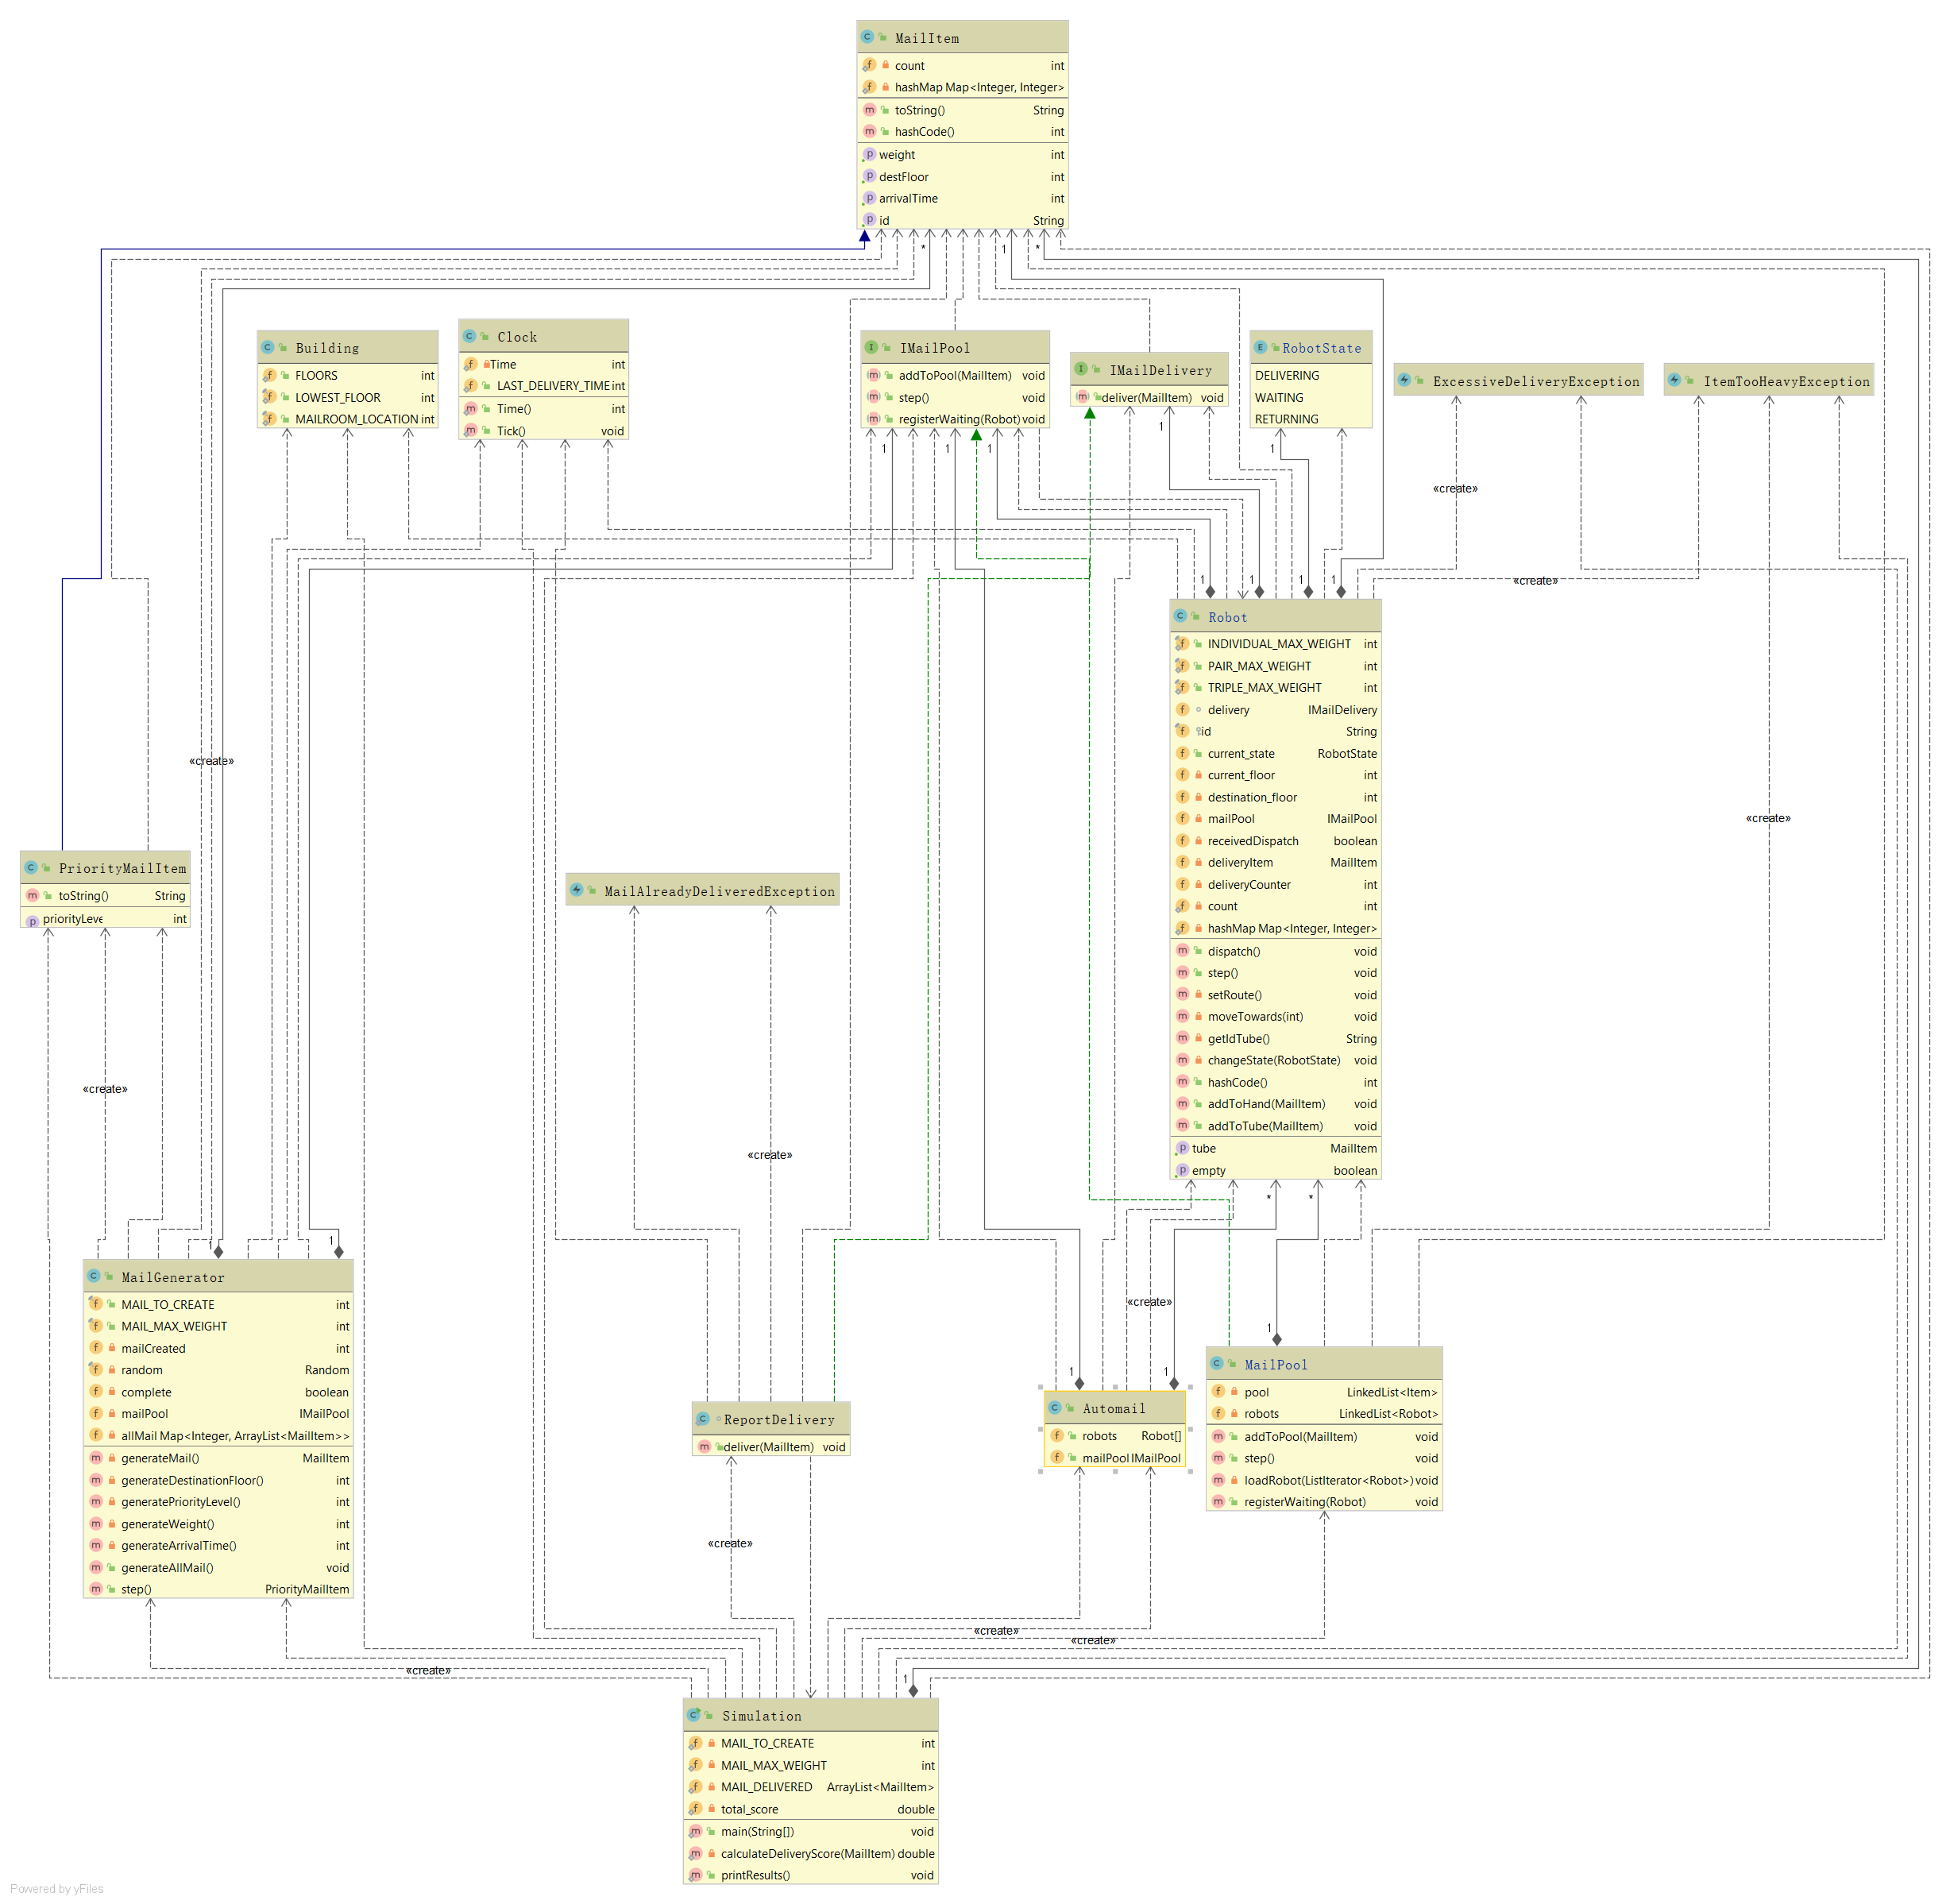 MailItem
count int
hashMap Map<Integer, Integer>
toString() String
hashCode() int
weight int
destFloor int
arrivalTime int
id String
* 1 *
Building
FLOORS int
LOWEST_FLOOR int
MAILROOM_LOCATION int
Clock
Time int
LAST_DELIVERY_TIME int
Time() int
Tick() void
IMailPool
addToPool(MailItem) void
step() void
registerWaiting(Robot) void
IMailDelivery
deliver(MailItem) void
RobotState
DELIVERING
WAITING
RETURNING
ExcessiveDeliveryException
ItemTooHeavyException
1 1 1 1 1
«create»
«create»
1 1 1 1
Robot
INDIVIDUAL_MAX_WEIGHT int
PAIR_MAX_WEIGHT int
TRIPLE_MAX_WEIGHT int
delivery IMailDelivery
id String
current_state RobotState
current_floor int
destination_floor int
mailPool IMailPool
receivedDispatch boolean
deliveryItem MailItem
deliveryCounter int
count int
hashMap Map<Integer, Integer>
dispatch() void
step() void
setRoute() void
moveTowards(int) void
getIdTube() String
changeState(RobotState) void
hashCode() int
addToHand(MailItem) void
addToTube(MailItem) void
tube MailItem
empty boolean
* *
«create»
«create»
PriorityMailItem
toString() String
priorityLeve int
MailAlreadyDeliveredException
«create»
«create»
1 1
MailGenerator
MAIL_TO_CREATE int
MAIL_MAX_WEIGHT int
mailCreated int
random Random
complete boolean
mailPool IMailPool
allMail Map<Integer, ArrayList<MailItem>>
generateMail() MailItem
generateDestinationFloor() int
generatePriorityLevel() int
generateWeight() int
generateArrivalTime() int
generateAllMail() void
step() PriorityMailItem
ReportDelivery
deliver(MailItem) void
«create»
1 1 1
Automail
robots Robot[]
mailPool IMailPool
MailPool
pool LinkedList<Item>
robots LinkedList<Robot>
addToPool(MailItem) void
step() void
loadRobot(ListIterator<Robot>) void
registerWaiting(Robot) void
«create»
«create»
«create»
«create»
1
Simulation
MAIL_TO_CREATE int
MAIL_MAX_WEIGHT int
MAIL_DELIVERED ArrayList<MailItem>
total_score double
main(String[]) void
calculateDeliveryScore(MailItem) double
printResults() void
Powered by yFiles